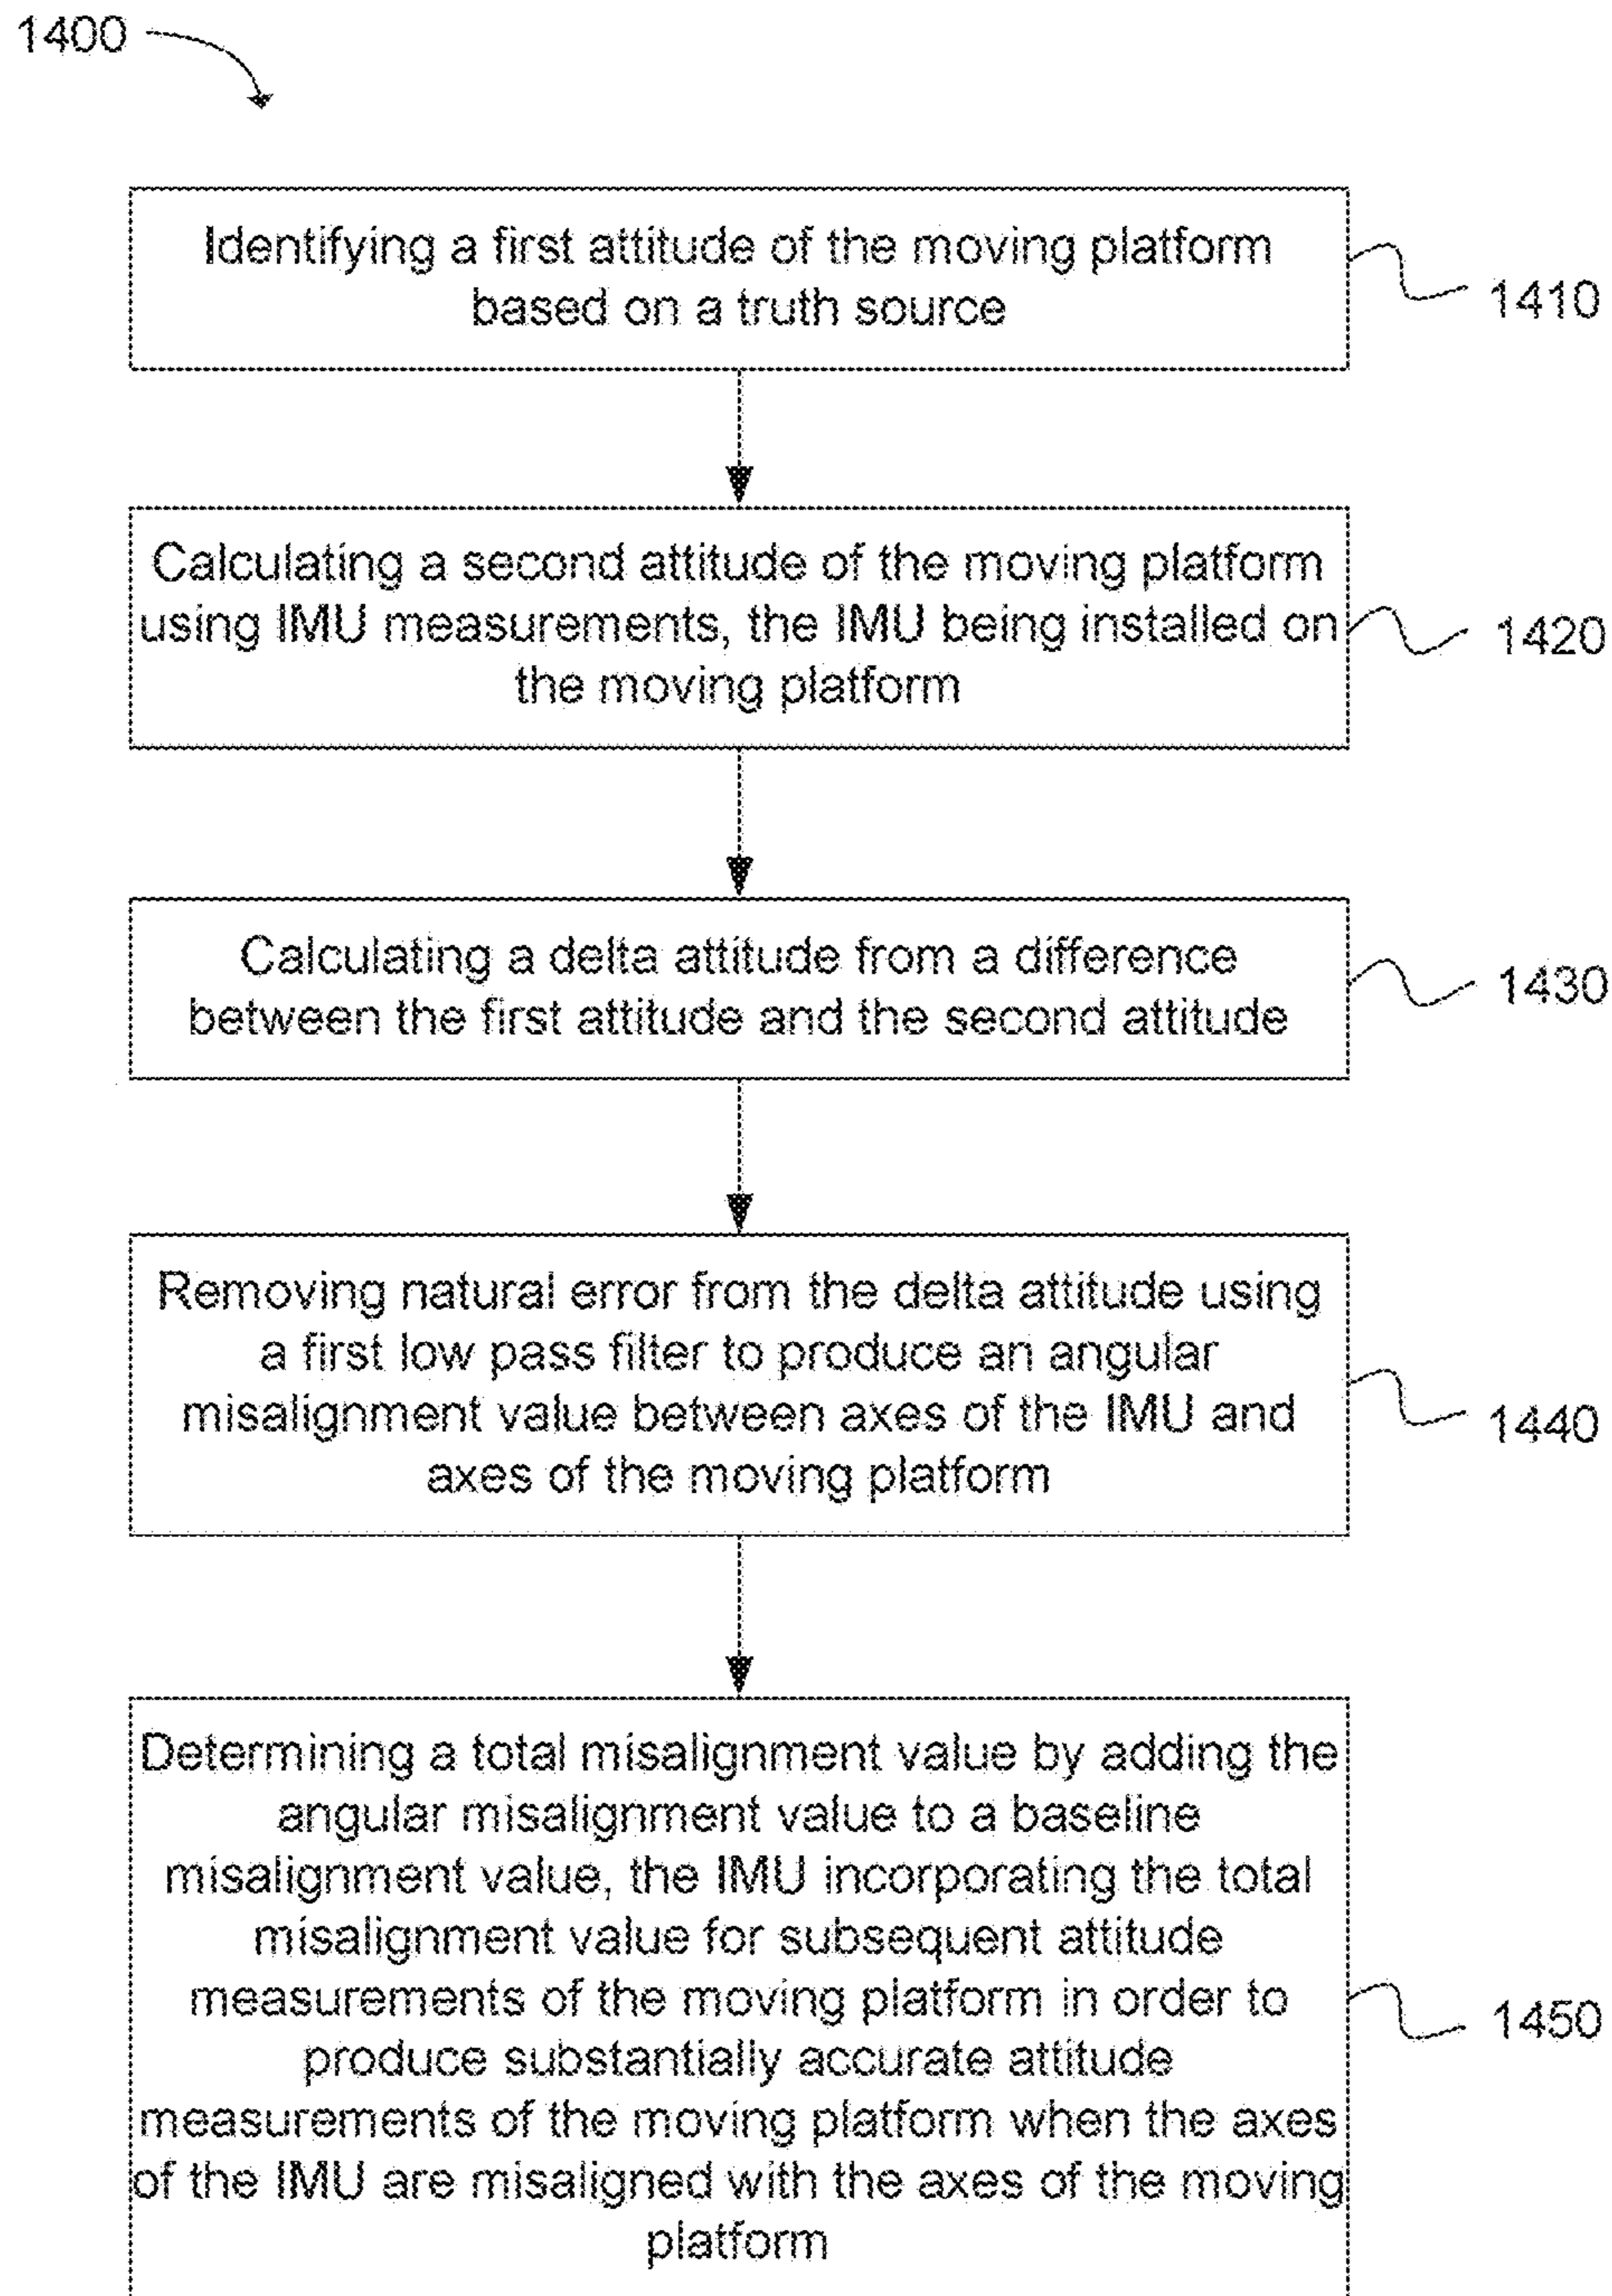 1400
Identifying a first attitude of the moving platform
based on a truth source
1410
Calculating a second attitude of the moving platform
using IMU measurements, the IMU being installed on
the moving platform
1420
Calculating a delta attitude from a difference
between the first attitude and the second attitude
1430
Removing natural error from the delta attitude using
a first low pass filter to produce an angular
misalignment value between axes of the IMU and
axes of the moving platform
1440
Determining a total misalignment value by adding the
angular misalignment value to a baseline
misalignment value, the IMU incorporating the total
misalignment value for subsequent attitude
measurements of the moving platform in order to
produce substantially accurate attitude
measurements of the moving platform when the axes
of the IMU are misaligned with the axes of the moving
platform
1450